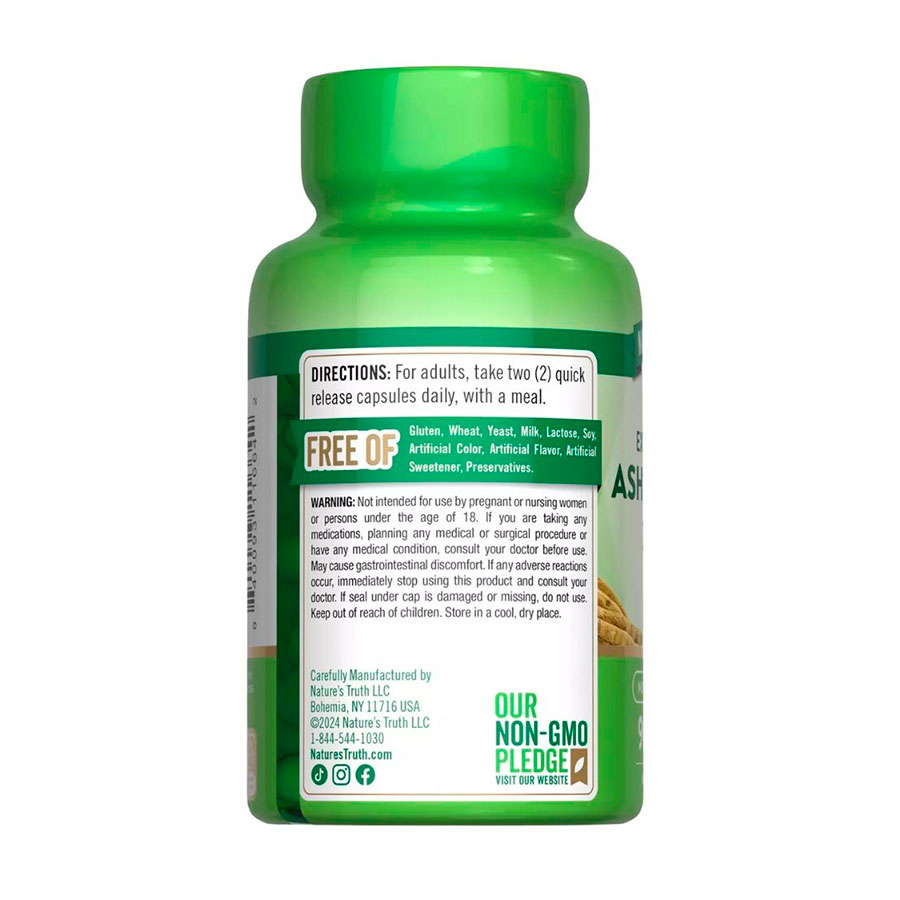 DIRECTIONS: For adults, take two (2) quick
release capsules daily, with a meal.
FREE OF
Gluten, Wheat, Yeast, Milk, Lactose, Soy,
Artificial Color, Artificial Flavor, Artificial
Sweetener, Preservatives.
WARNING: Not intended for use by pregnant or nursing women
or persons under the age of 18. If you are taking any
medications, planning any medical or surgical procedure or
have any medical condition, consult your doctor before use.
May cause gastrointestinal discomfort. If any adverse reactions
occur, immediately stop using this product and consult your
doctor. If seal under cap is damaged or missing, do not use.
Keep out of reach of children. Store in a cool, dry place.
Carefully Manufactured by
Nature's Truth LLC
Bohemia, NY 11716 USA
©2024 Nature's Truth LLC
1-844-544-1030
NaturesTruth.com
OUR
NON-GMO
PLEDGE
VISIT OUR WEBSITE
ASH